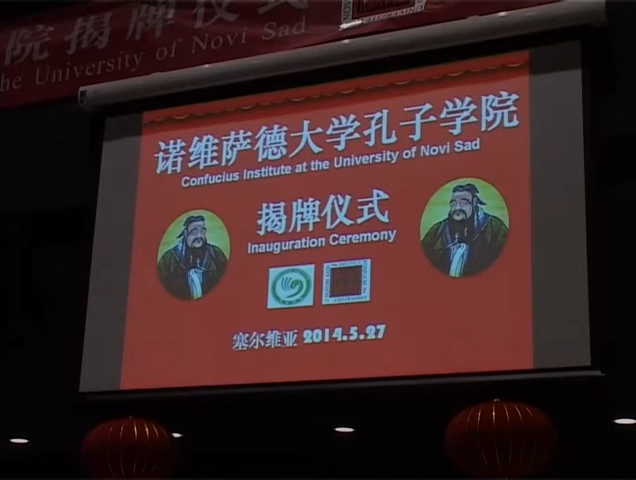 院揭牌仪式
the University of Novi Sad
诺维萨德大学孔子学院
Confucius Institute at the University of Novi Sad
揭牌仪式
Inauguration Ceremony
塞尔维亚 2014.5.27